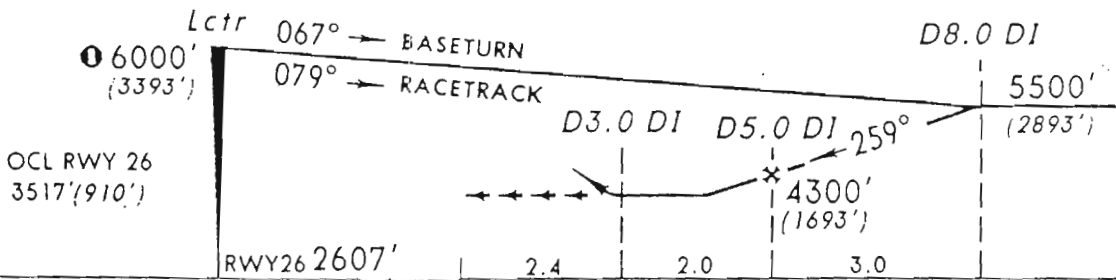 Lctr
067° BASETURN
D8.0 DI
❶ 6000'
(3393')
079° RACETRACK
5500'
(2893')
D3.0 DI D5.0 DI
259°
OCL RWY 26
3517'(910')
4300'
(1693')
RWY26 2607'
2.4 2.0 3.0